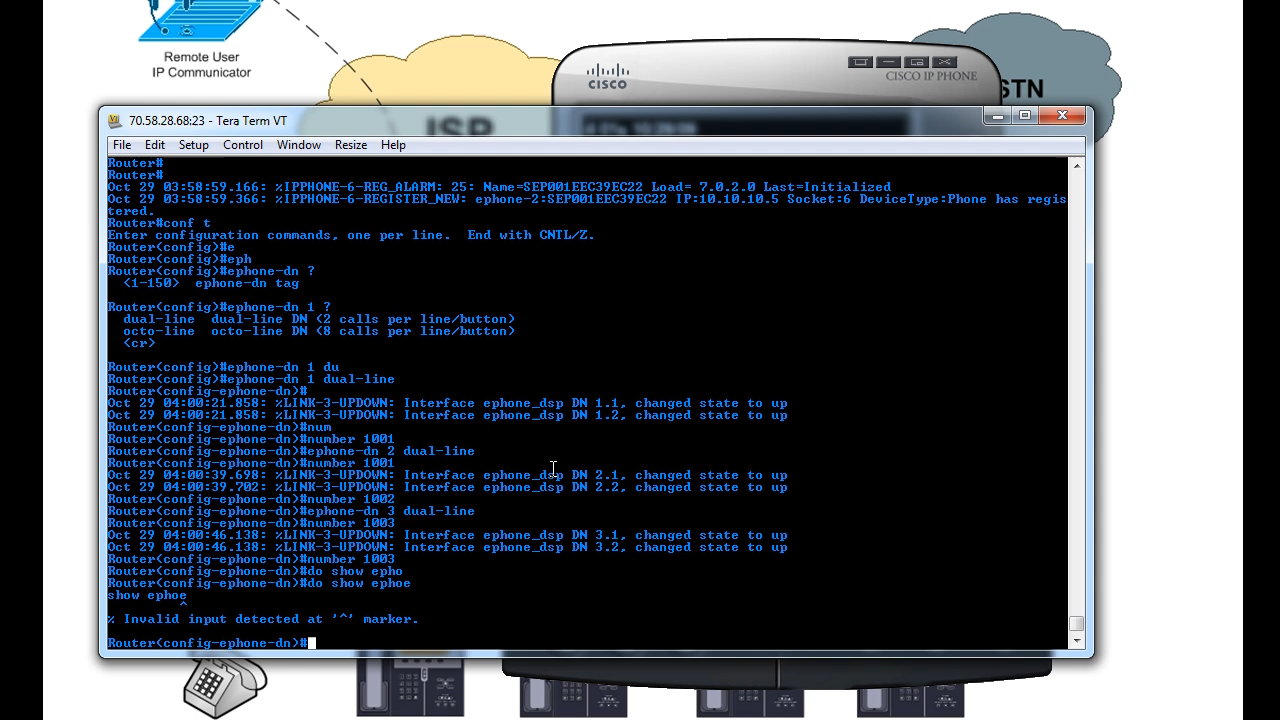 Remote User
IP Communicator
CISCO
CISCO IP PHONE
STN
ISP
70.58.28.68:23 - Tera Term VT
File Edit Setup Control Window Resize Help
Router#
Router#
Oct 29 03:58:59.166: %IPPHONE-6-REG_ALARM: 25: Name=SEP001EEC39EC22 Load= 7.0.2.0 Last=Initialized
Oct 29 03:58:59.366: %IPPHONE-6-REGISTER_NEW: ephone-2:SEP001EEC39EC22 IP:10.10.10.5 Socket:6 DeviceType:Phone has regis
tered.
Router#conf t
Enter configuration commands, one per line.  End with CNTL/Z.
Router(config)#e
Router(config)#eph
Router(config)#ephone-dn ?
  <1-150>  ephone-dn tag
Router(config)#ephone-dn 1 ?
  dual-line  dual-line DN (2 calls per line/button)
  octo-line  octo-line DN (8 calls per line/button)
  <cr>
Router(config)#ephone-dn 1 du
Router(config)#ephone-dn 1 dual-line
Router(config-ephone-dn)#
Oct 29 04:00:21.858: %LINK-3-UPDOWN: Interface ephone_dsp DN 1.1, changed state to up
Oct 29 04:00:21.858: %LINK-3-UPDOWN: Interface ephone_dsp DN 1.2, changed state to up
Router(config-ephone-dn)#num
Router(config-ephone-dn)#number 1001
Router(config-ephone-dn)#ephone-dn 2 dual-line
Router(config-ephone-dn)#number 1001
Oct 29 04:00:39.698: %LINK-3-UPDOWN: Interface ephone_dsp DN 2.1, changed state to up
Oct 29 04:00:39.702: %LINK-3-UPDOWN: Interface ephone_dsp DN 2.2, changed state to up
Router(config-ephone-dn)#number 1002
Router(config-ephone-dn)#ephone-dn 3 dual-line
Router(config-ephone-dn)#number 1003
Oct 29 04:00:46.138: %LINK-3-UPDOWN: Interface ephone_dsp DN 3.1, changed state to up
Oct 29 04:00:46.138: %LINK-3-UPDOWN: Interface ephone_dsp DN 3.2, changed state to up
Router(config-ephone-dn)#number 1003
Router(config-ephone-dn)#do show epho
Router(config-ephone-dn)#do show ephoe
show ephoe
^
% Invalid input detected at '^' marker.
Router(config-ephone-dn)#